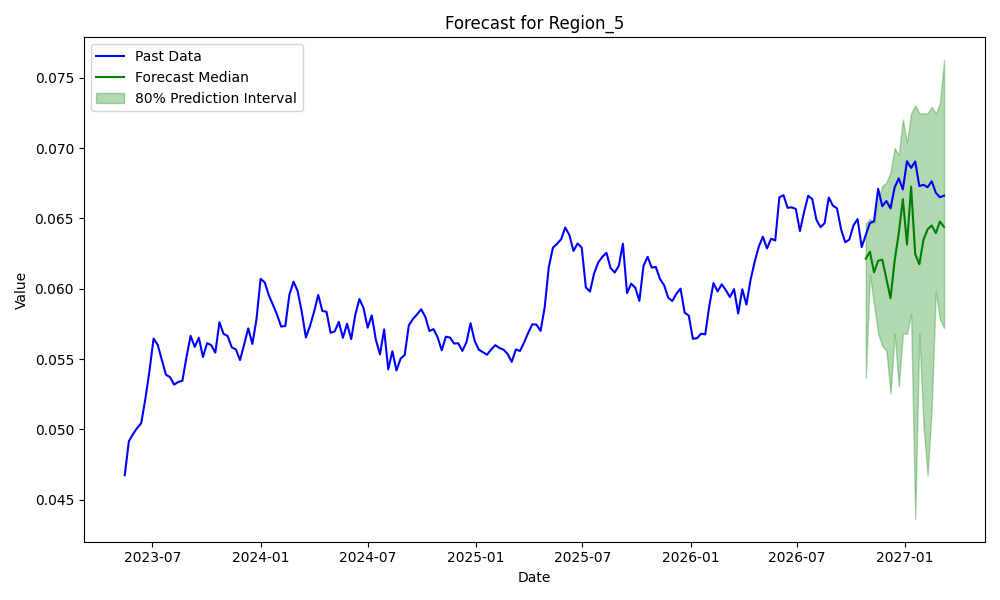 Forecast for Region_5
Past Data
Forecast Median
80% Prediction Interval
0.075
0.070
0.065
0.060
0.055
0.050
0.045
Value
2023-07
2024-01
2024-07
2025-01
2025-07
2026-01
2026-07
2027-01
Date